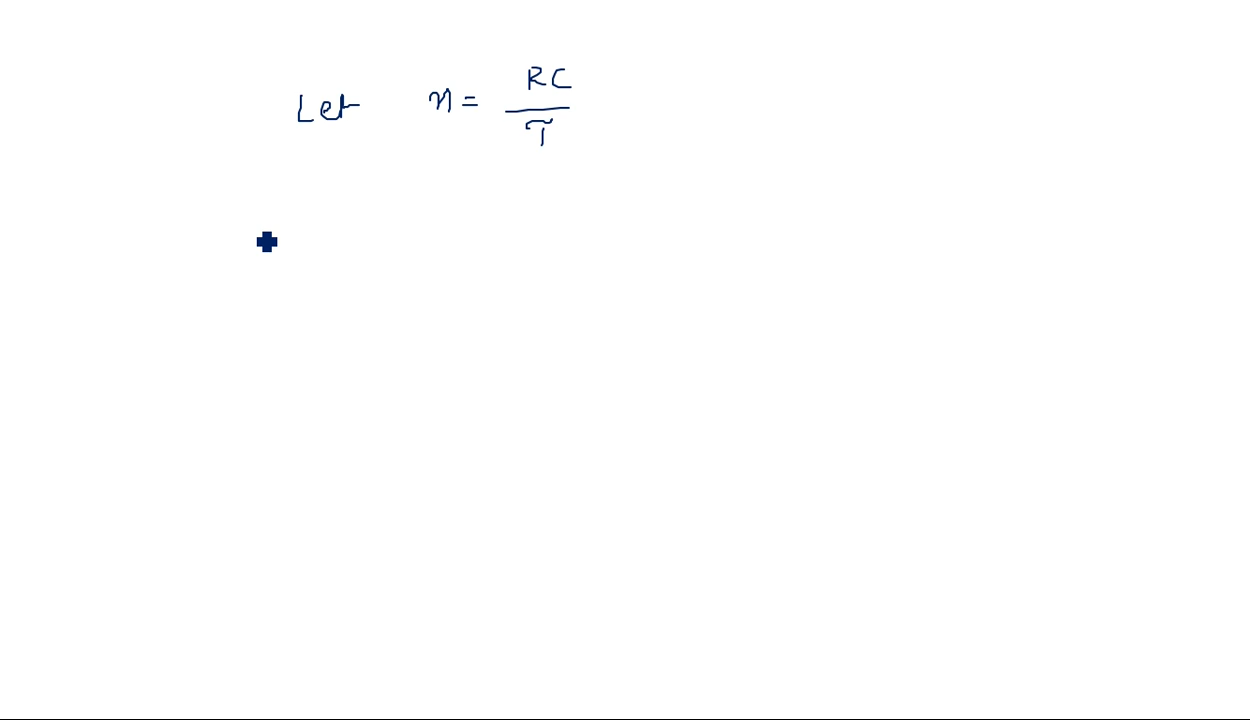 Let n = RC / T